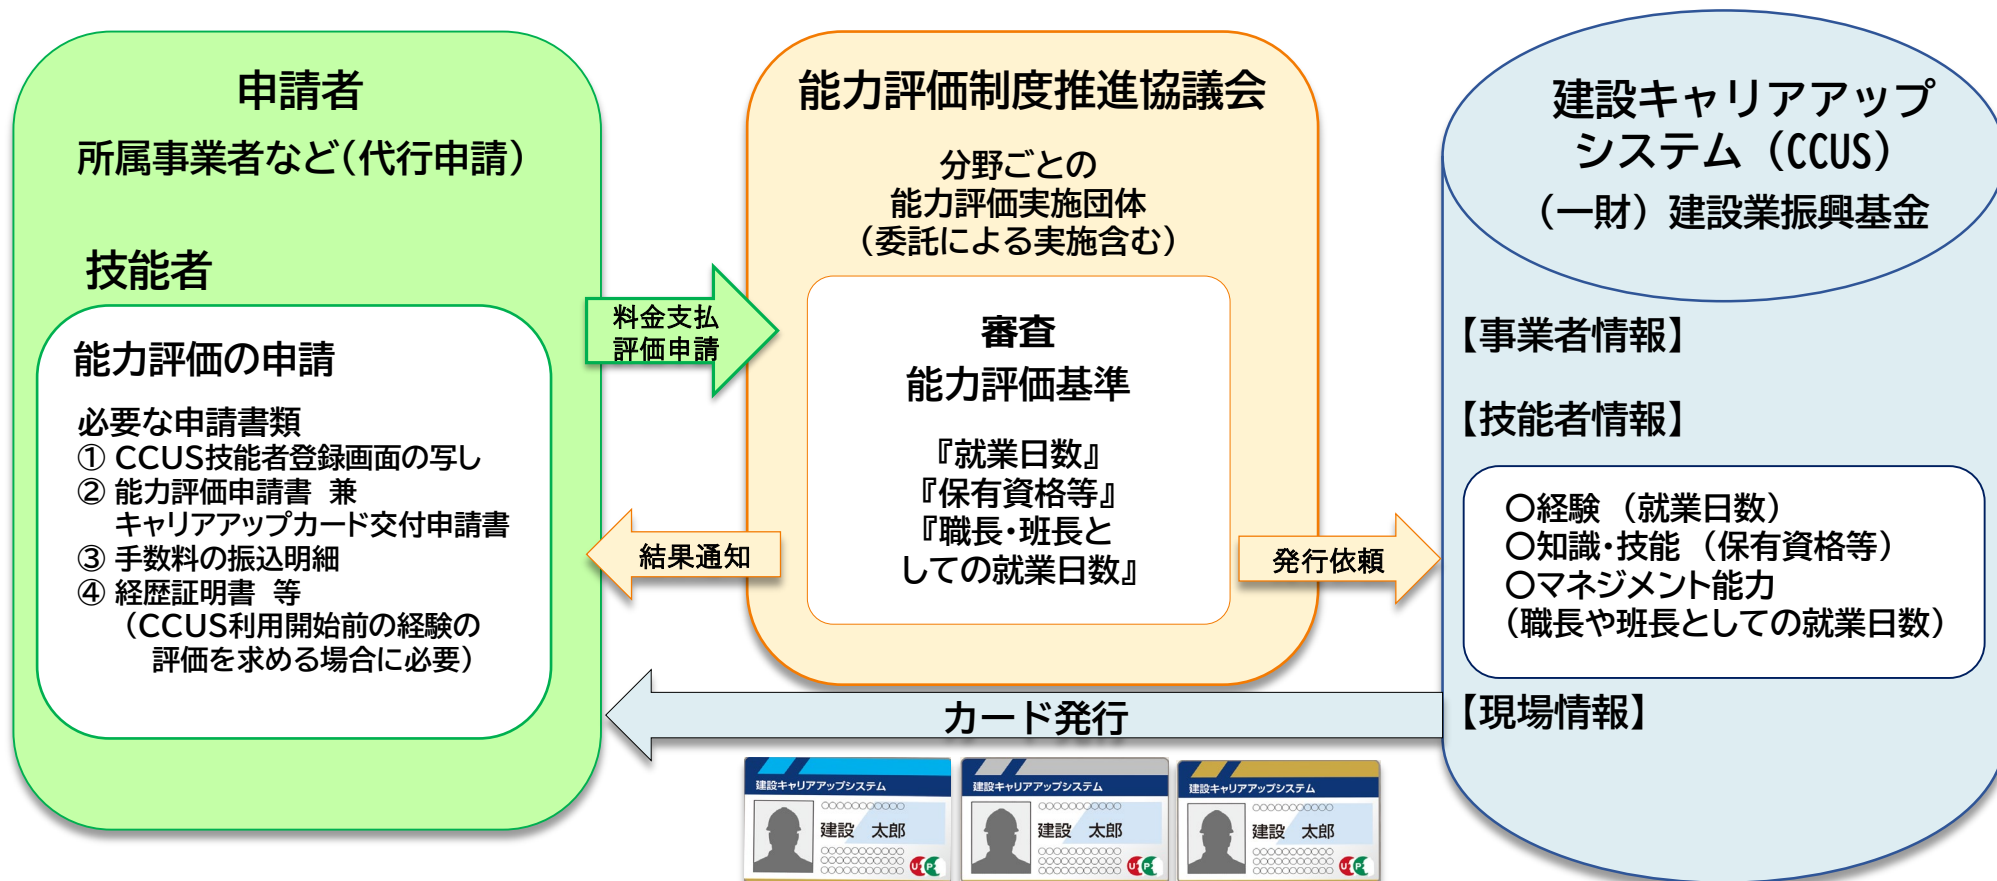 申請者
所属事業者など（代行申請）
技能者
能力評価の申請
必要な申請書類
① CCUS技能者登録画面の写し
② 能力評価申請書 兼
キャリアアップカード交付申請書
③ 手数料の振込明細
④ 経歴証明書 等
（CCUS利用開始前の経験の
評価を求める場合に必要）
料金支払
評価申請
結果通知
能力評価制度推進協議会
分野ごとの
能力評価実施団体
（委託による実施含む）
審査
能力評価基準
『就業日数』
『保有資格等』
『職長・班長と
しての就業日数』
発行依頼
建設キャリアアップ
システム（CCUS）
（一財）建設業振興基金
【事業者情報】
【技能者情報】
〇経験 （就業日数）
〇知識・技能 （保有資格等）
〇マネジメント能力
（職長や班長としての就業日数）
【現場情報】
カード発行
建設キャリアアップシステム
○○○○○○○○○○
建設 太郎
○○○○○○○○○○
○○○○○○○○○○
○○○○○○○○○○
建設キャリアアップシステム
○○○○○○○○○○
建設 太郎
○○○○○○○○○○
○○○○○○○○○○
○○○○○○○○○○
建設キャリアアップシステム
○○○○○○○○○○
建設 太郎
○○○○○○○○○○
○○○○○○○○○○
○○○○○○○○○○